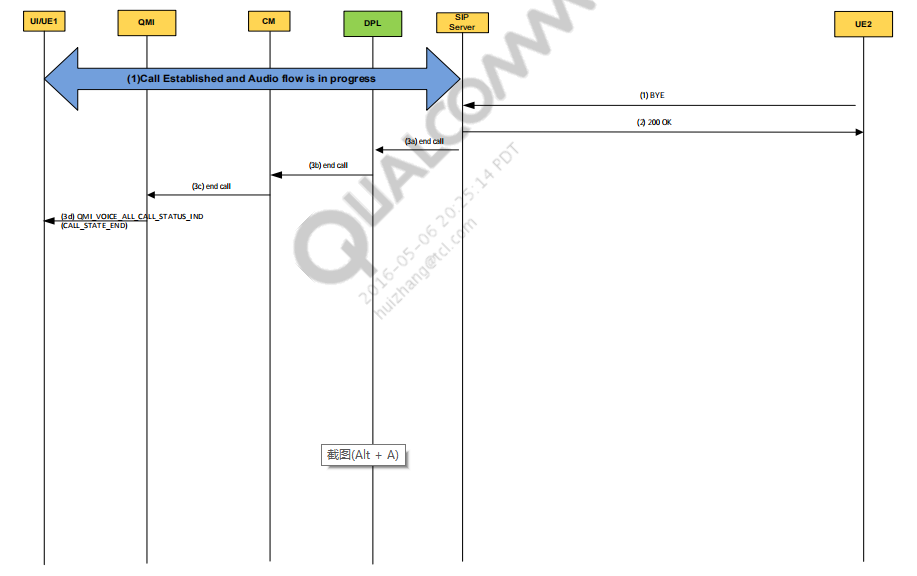 UI/UE1
QMI
CM
DPL
SIP
Server
UE2
(1)Call Established and Audio flow is in progress
(1) BYE
(2) 200 OK
(3a) end call
(3b) end call
(3c) end call
(3d) QMI_VOICE_ALL_CALL_STATUS_IND
(CALL_STATE_END)
QUALCOMM
2016-05-06 20:25:14 PDT
huizhang@tcl.com
截图(Alt + A)